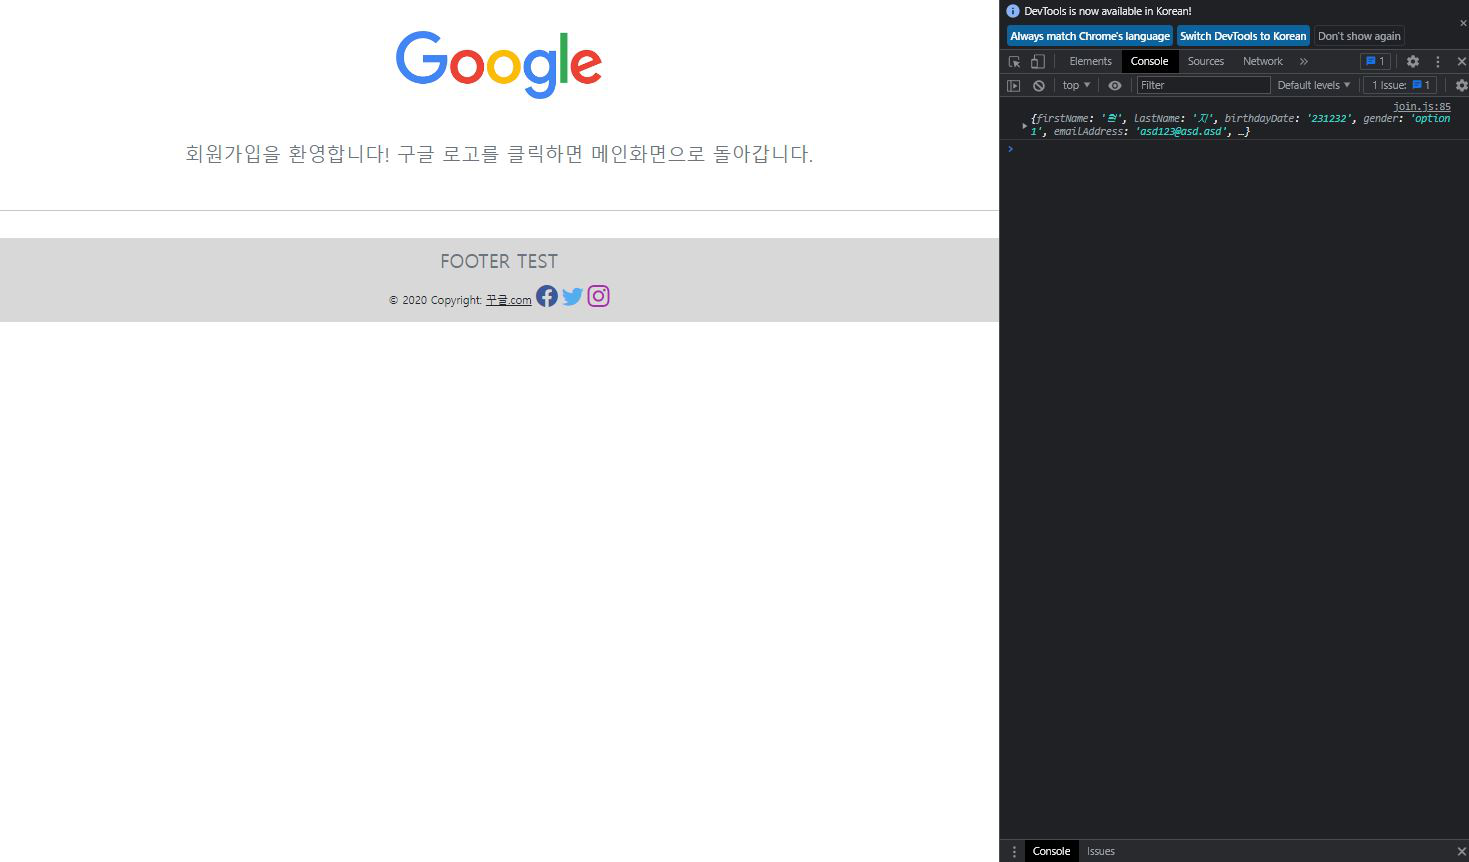 Google
회원가입을 환영합니다! 구글 로고를 클릭하면 메인화면으로 돌아갑니다.
FOOTER TEST
© 2020 Copyright: 꾸글.com
DevTools is now available in Korean!
Always match Chrome's language Switch DevTools to Korean Don't show again
Elements Console Sources Network 1
top Filter Default levels 1 Issue: 1
join.js:85
{firstName: '원', lastName: '지', birthdayDate: '231232', gender: 'option
1', emailAddress: 'asd123@asd.asd', …}
Console Issues